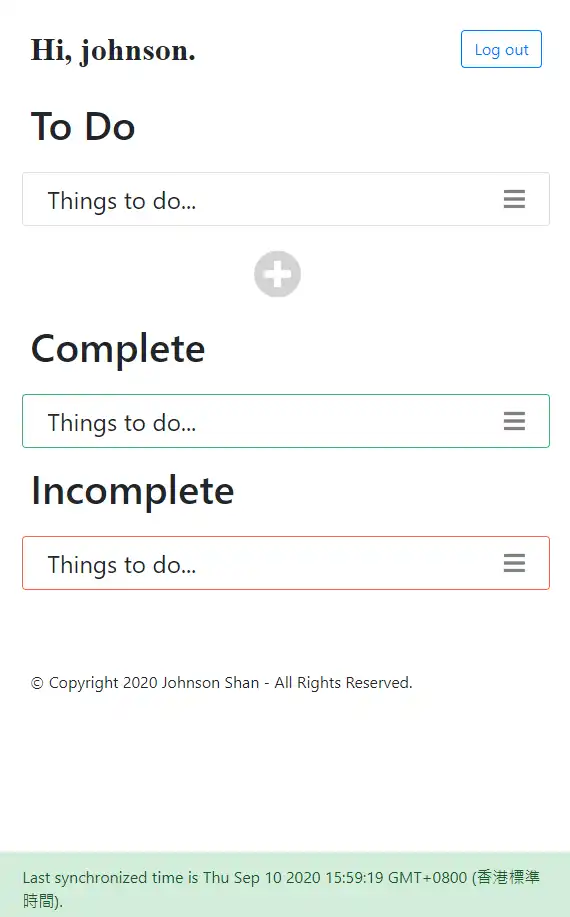 Hi, johnson.
Log out
To Do
Things to do...
Complete
Things to do...
Incomplete
Things to do...
© Copyright 2020 Johnson Shan - All Rights Reserved.
Last synchronized time is Thu Sep 10 2020 15:59:19 GMT+0800 (香港標準
時間).